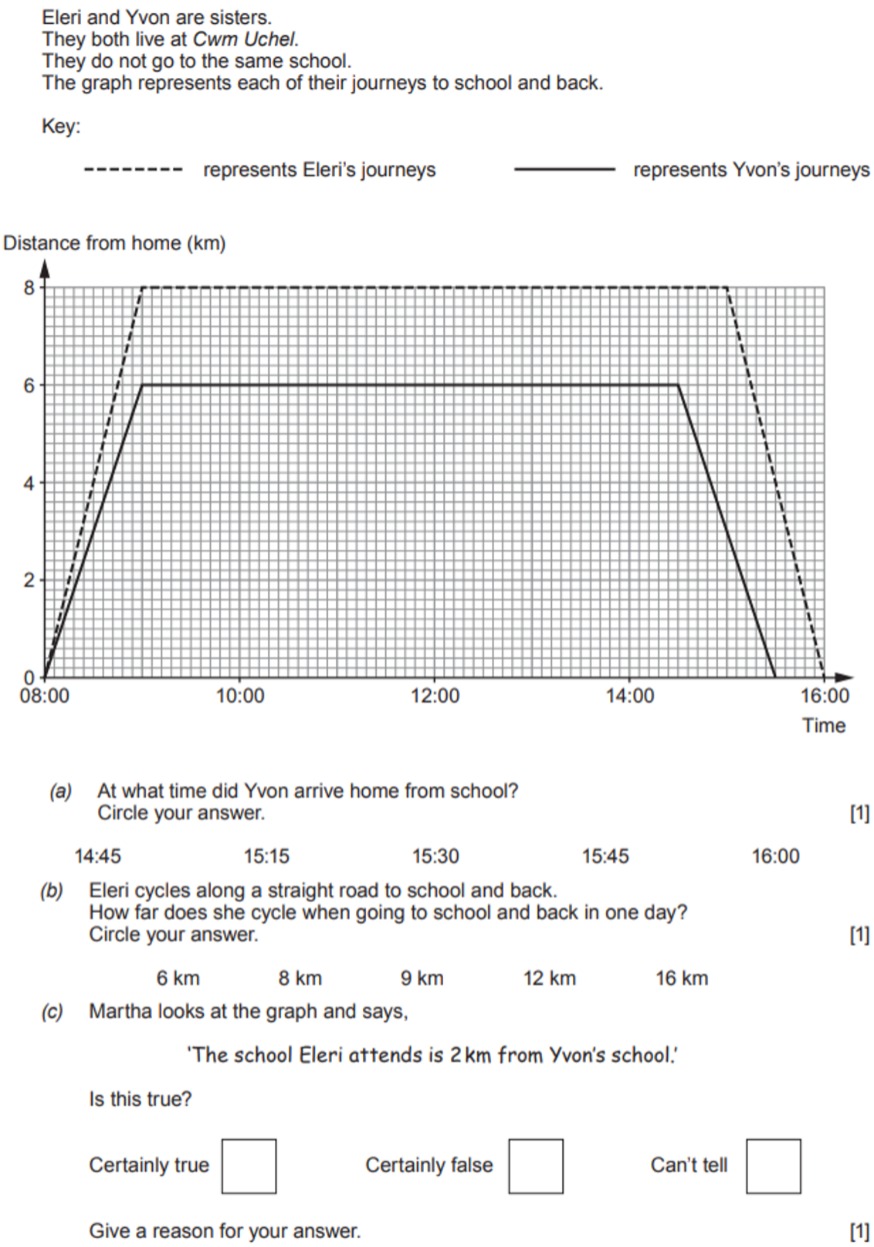 Eleri and Yvon are sisters.
They both live at Cwm Uchel.
They do not go to the same school.
The graph represents each of their journeys to school and back.
Key:
represents Eleri's journeys represents Yvon's journeys
Distance from home (km)
8
6
4
2
0
08:00 10:00 12:00 14:00 16:00
Time
(a) At what time did Yvon arrive home from school?
Circle your answer. [1]
14:45 15:15 15:30 15:45 16:00
(b) Eleri cycles along a straight road to school and back.
How far does she cycle when going to school and back in one day?
Circle your answer. [1]
6 km 8 km 9 km 12 km 16 km
(c) Martha looks at the graph and says,
'The school Eleri attends is 2 km from Yvon's school.'
Is this true?
Certainly true Certainly false Can't tell
Give a reason for your answer. [1]